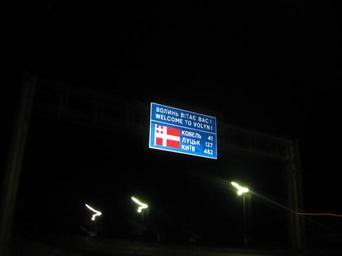 ВОЛИНЬ ВІТАЄ ВАС!
WELCOME TO VOLYN!
КОВЕЛЬ 41
ЛУЦЬК 127
КИЇВ 482